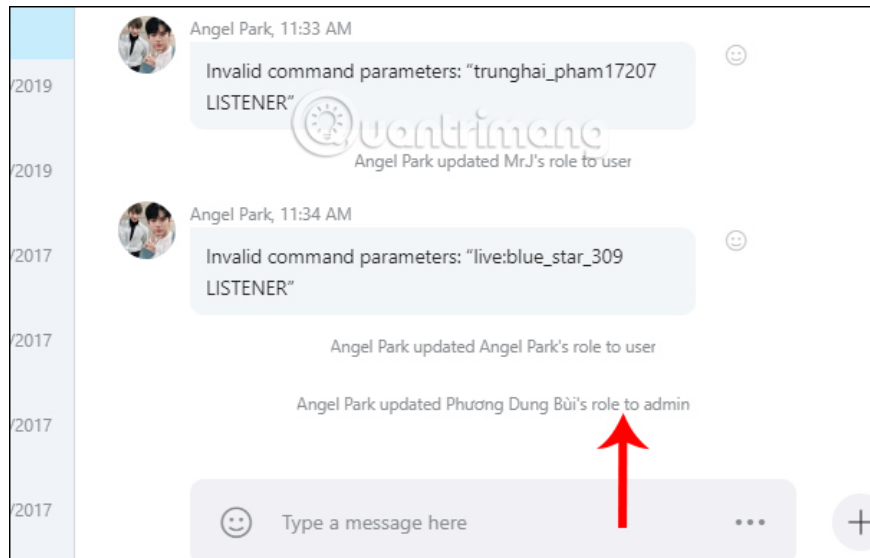 Angel Park, 11:33 AM
Invalid command parameters: “trunghai_pham17207
LISTENER”
Quantrimang
Angel Park updated Mr.J's role to user
Angel Park, 11:34 AM
Invalid command parameters: “live:blue_star_309
LISTENER”
Angel Park updated Angel Park's role to user
Angel Park updated Phương Dung Bùi's role to admin
Type a message here
/2019
/2019
/2017
/2017
/2017
/2017